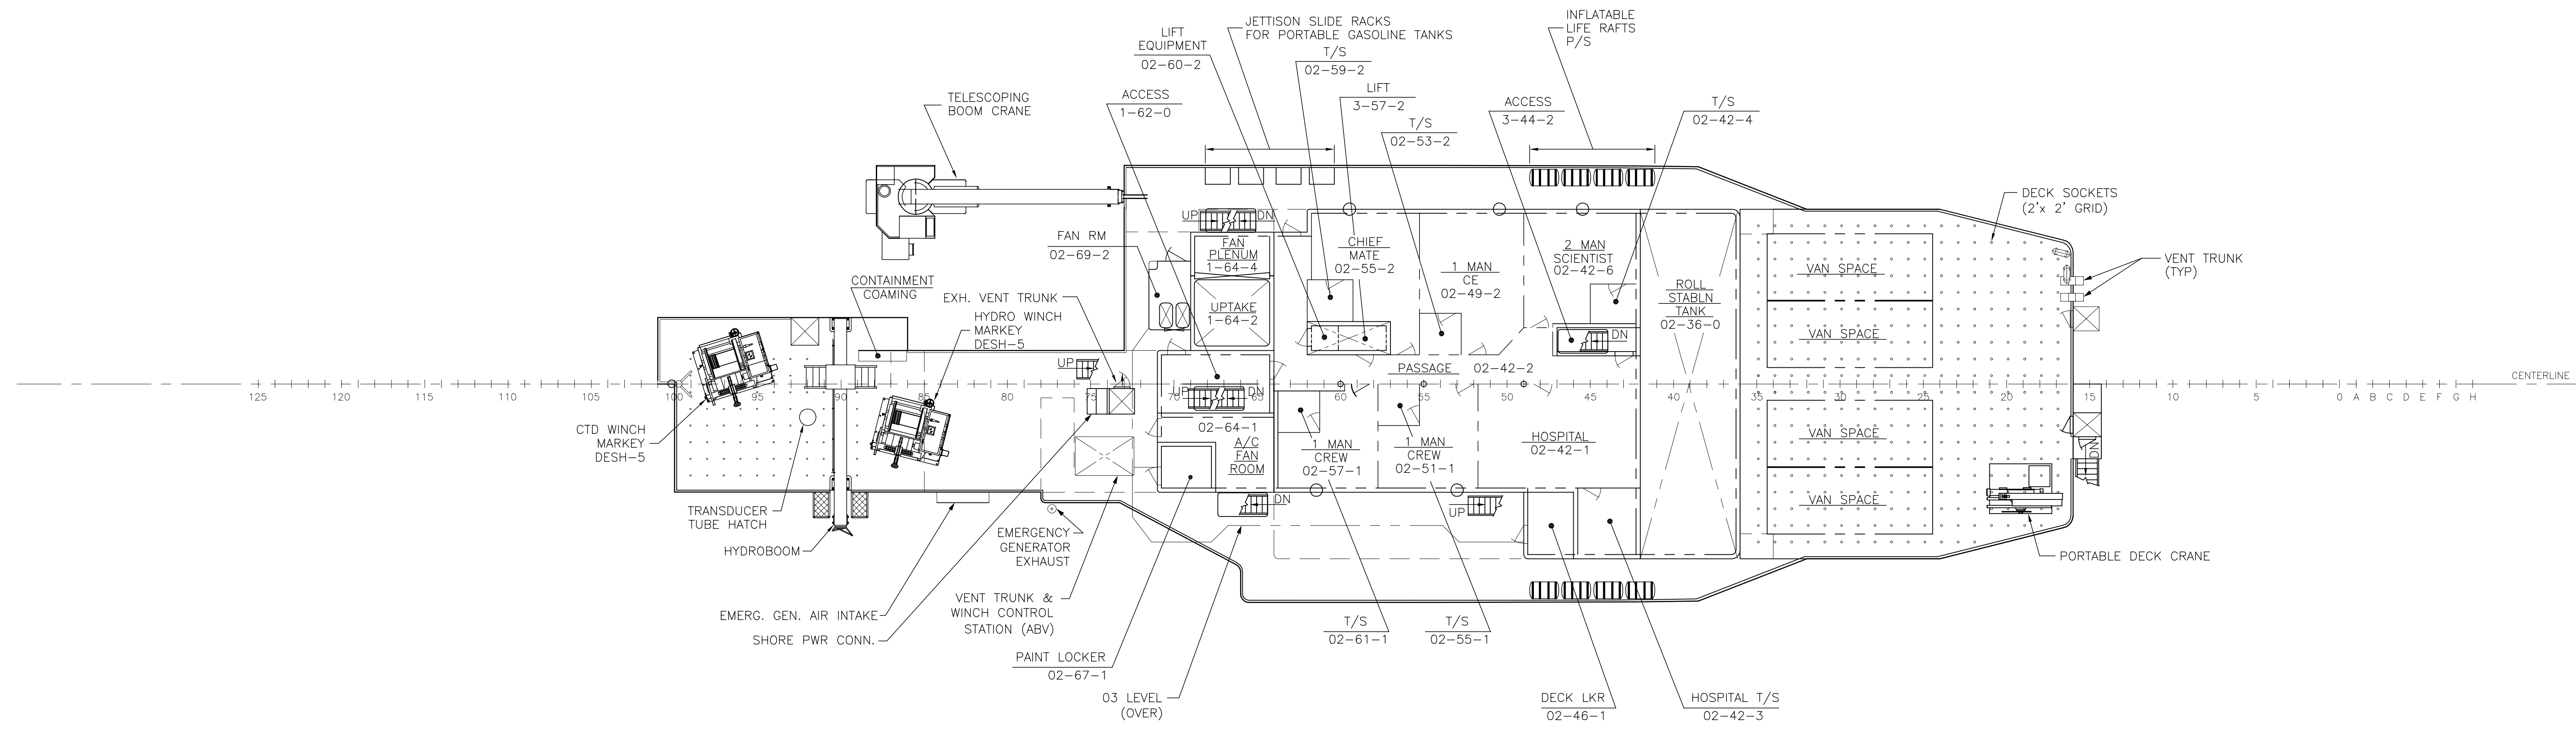 JETTISON SLIDE RACKS
FOR PORTABLE GASOLINE TANKS
INFLATABLE
LIFE RAFTS
P/S
LIFT
EQUIPMENT
02-60-2
T/S
02-59-2
TELESCOPING
BOOM CRANE
ACCESS
1-62-0
LIFT
3-57-2
T/S
02-53-2
ACCESS
3-44-2
T/S
02-42-4
DECK SOCKETS
(2'x 2' GRID)
VENT TRUNK
(TYP)
FAN RM
02-69-2
UP
DN
FAN
PLENUM
1-64-4
UPTAKE
1-64-2
CHIEF
MATE
02-55-2
1 MAN
CE
02-49-2
2 MAN
SCIENTIST
02-42-6
ROLL
STABLN
TANK
02-36-0
VAN SPACE
VAN SPACE
CONTAINMENT
COAMING
EXH. VENT TRUNK
HYDRO WINCH
MARKEY
DESH-5
UP
DN
PASSAGE
02-42-2
CENTERLINE
125 120 115 110 105 100 95 90 85 80 75 70 65 60 55 50 45 40 35 30 25 20 15 10 5 0 A B C D E F G H
UP
DN
CTD WINCH
MARKEY
DESH-5
02-64-1
A/C
FAN
ROOM
1 MAN
CREW
02-57-1
1 MAN
CREW
02-51-1
HOSPITAL
02-42-1
VAN SPACE
VAN SPACE
DN
TRANSDUCER
TUBE HATCH
HYDROBOOM
EMERGENCY
GENERATOR
EXHAUST
DN
UP
PORTABLE DECK CRANE
EMERG. GEN. AIR INTAKE
SHORE PWR CONN.
VENT TRUNK &
WINCH CONTROL
STATION (ABV)
PAINT LOCKER
02-67-1
03 LEVEL
(OVER)
T/S
02-61-1
T/S
02-55-1
DECK LKR
02-46-1
HOSPITAL T/S
02-42-3